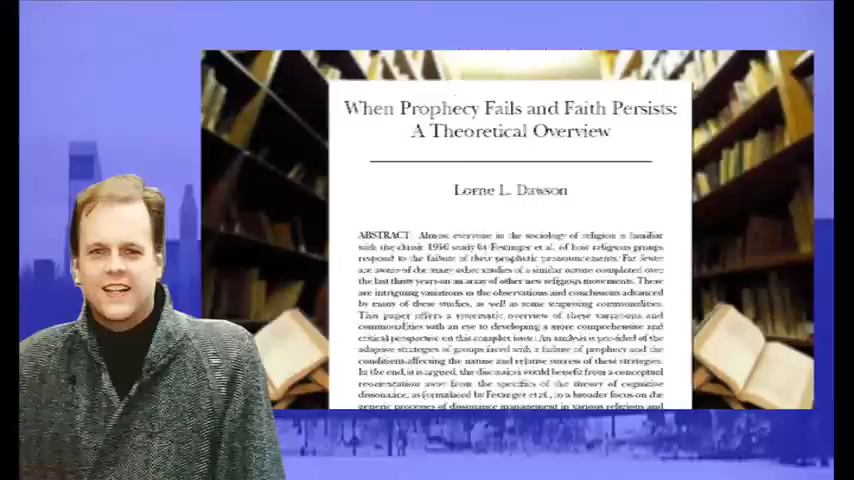 When Prophecy Fails and Faith Persists:
A Theoretical Overview
Lorne L. Dawson
ABSTRACT Almost everyone in the sociology of religion is familiar
with the classic 1956 study by Festinger et al. of how religious groups
respond to the failure of their prophetic pronouncements. Far fewer
are aware of the many other studies of a similar nature completed over
the last thirty years on an array of other new religious movements. There
are intriguing variations in the observations and conclusions advanced
by many of these studies, as well as some surprising commonalities.
This paper offers a systematic overview of these variations and
commonalities with an eye to developing a more comprehensive and
critical perspective on this complex issue. An analysis is provided of the
adaptive strategies of groups faced with a failure of prophecy and the
conditions affecting the nature and relative success of these strategies.
In the end, it is argued, the discussion would benefit from a conceptual
reorientation away from the specifics of the theory of cognitive
dissonance, as formulated by Festinger et al., to a broader focus on the
generic processes of dissonance management in various religious and